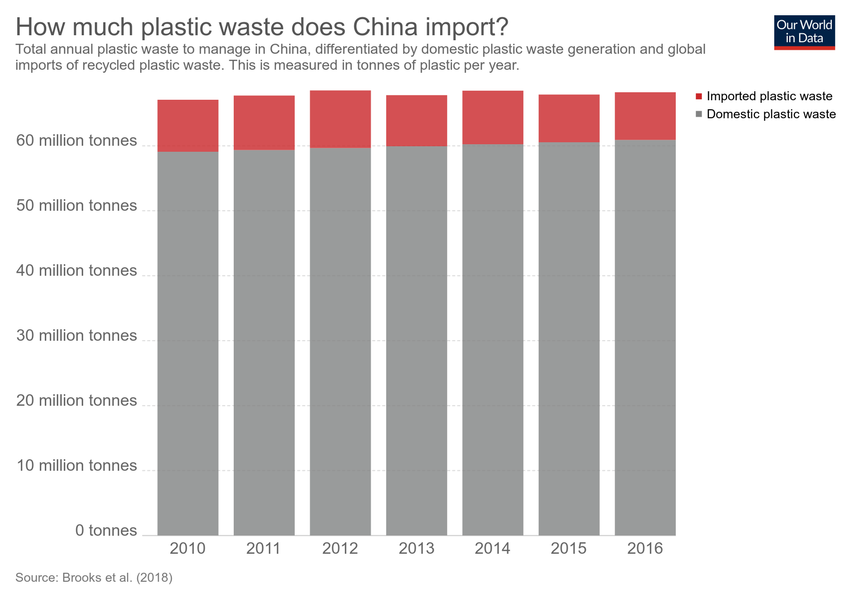 How much plastic waste does China import?
Total annual plastic waste to manage in China, differentiated by domestic plastic waste generation and global
imports of recycled plastic waste. This is measured in tonnes of plastic per year.
Our World
in Data
Imported plastic waste
Domestic plastic waste
60 million tonnes
50 million tonnes
40 million tonnes
30 million tonnes
20 million tonnes
10 million tonnes
0 tonnes
2010 2011 2012 2013 2014 2015 2016
Source: Brooks et al. (2018)